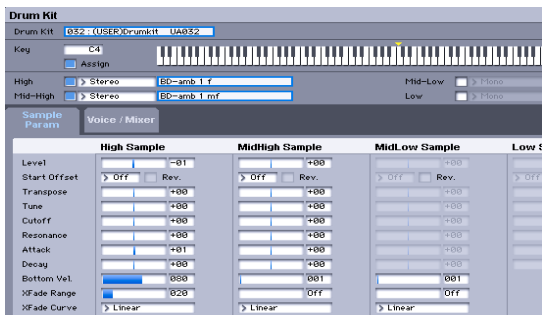 Drum Kit
Drum Kit 032:(USER)Drumkit UA032
Key C4
Assign
High > Stereo BD-amb 1 f Mid-Low > Mono
Mid-High > Stereo BD-amb 1 mf Low > Mono
Sample Param Voice / Mixer
High Sample MidHigh Sample MidLow Sample Low S
Level -01 +00 +00
Start Offset > Off Rev. > Off Rev. > Off Rev. > Off
Transpose +00 +00 +00
Tune +00 +00 +00
Cutoff +00 +00 +00
Resonance +00 +00 +00
Attack +01 +00 +00
Decay +00 +00 +00
Bottom Vel. 080 001 001
XFade Range 020 Off Off
XFade Curve > Linear > Linear > Linear